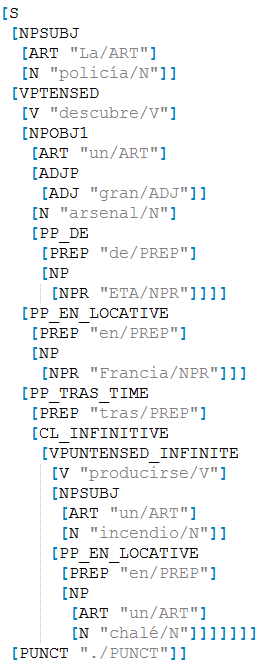 [S
[NPSUBJ
[ART "La/ART"]
[N "policía/N"]]
[VPTENSED
[V "descubre/V"]
[NPOBJ1
[ART "un/ART"]
[ADJP
[ADJ "gran/ADJ"]]
[N "arsenal/N"]
[PP_DE
[PREP "de/PREP"]
[NP
[NPR "ETA/NPR"]]]]
[PP_EN_LOCATIVE
[PREP "en/PREP"]
[NP
[NPR "Francia/NPR"]]]
[PP_TRAS_TIME
[PREP "tras/PREP"]
[CL_INFINITIVE
[VPUNTENSED_INFINITE
[V "producirse/V"]
[NPSUBJ
[ART "un/ART"]
[N "incendio/N"]]
[PP_EN_LOCATIVE
[PREP "en/PREP"]
[NP
[ART "un/ART"]
[N "chalé/N"]]]]]]]
[PUNCT "./PUNCT"]]